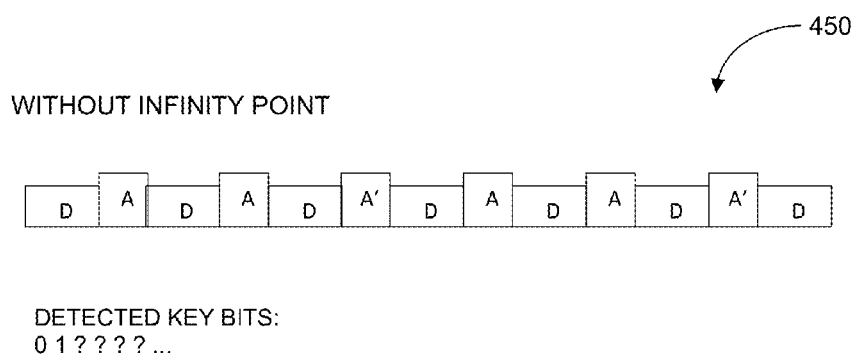 450
WITHOUT INFINITY POINT
D A D A D A' D A D A D A' D
DETECTED KEY BITS:
0 1 ? ? ? ? ...